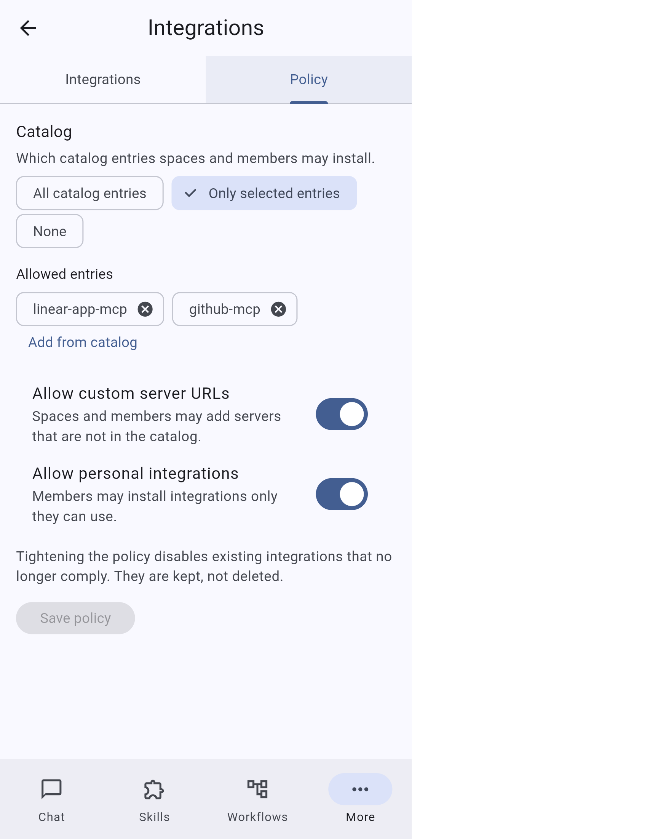 Integrations
Integrations
Policy
Catalog
Which catalog entries spaces and members may install.
All catalog entries
Only selected entries
None
Allowed entries
linear-app-mcp
github-mcp
Add from catalog
Allow custom server URLs
Spaces and members may add servers
that are not in the catalog.
Allow personal integrations
Members may install integrations only
they can use.
Tightening the policy disables existing integrations that no
longer comply. They are kept, not deleted.
Save policy
Chat
Skills
Workflows
More